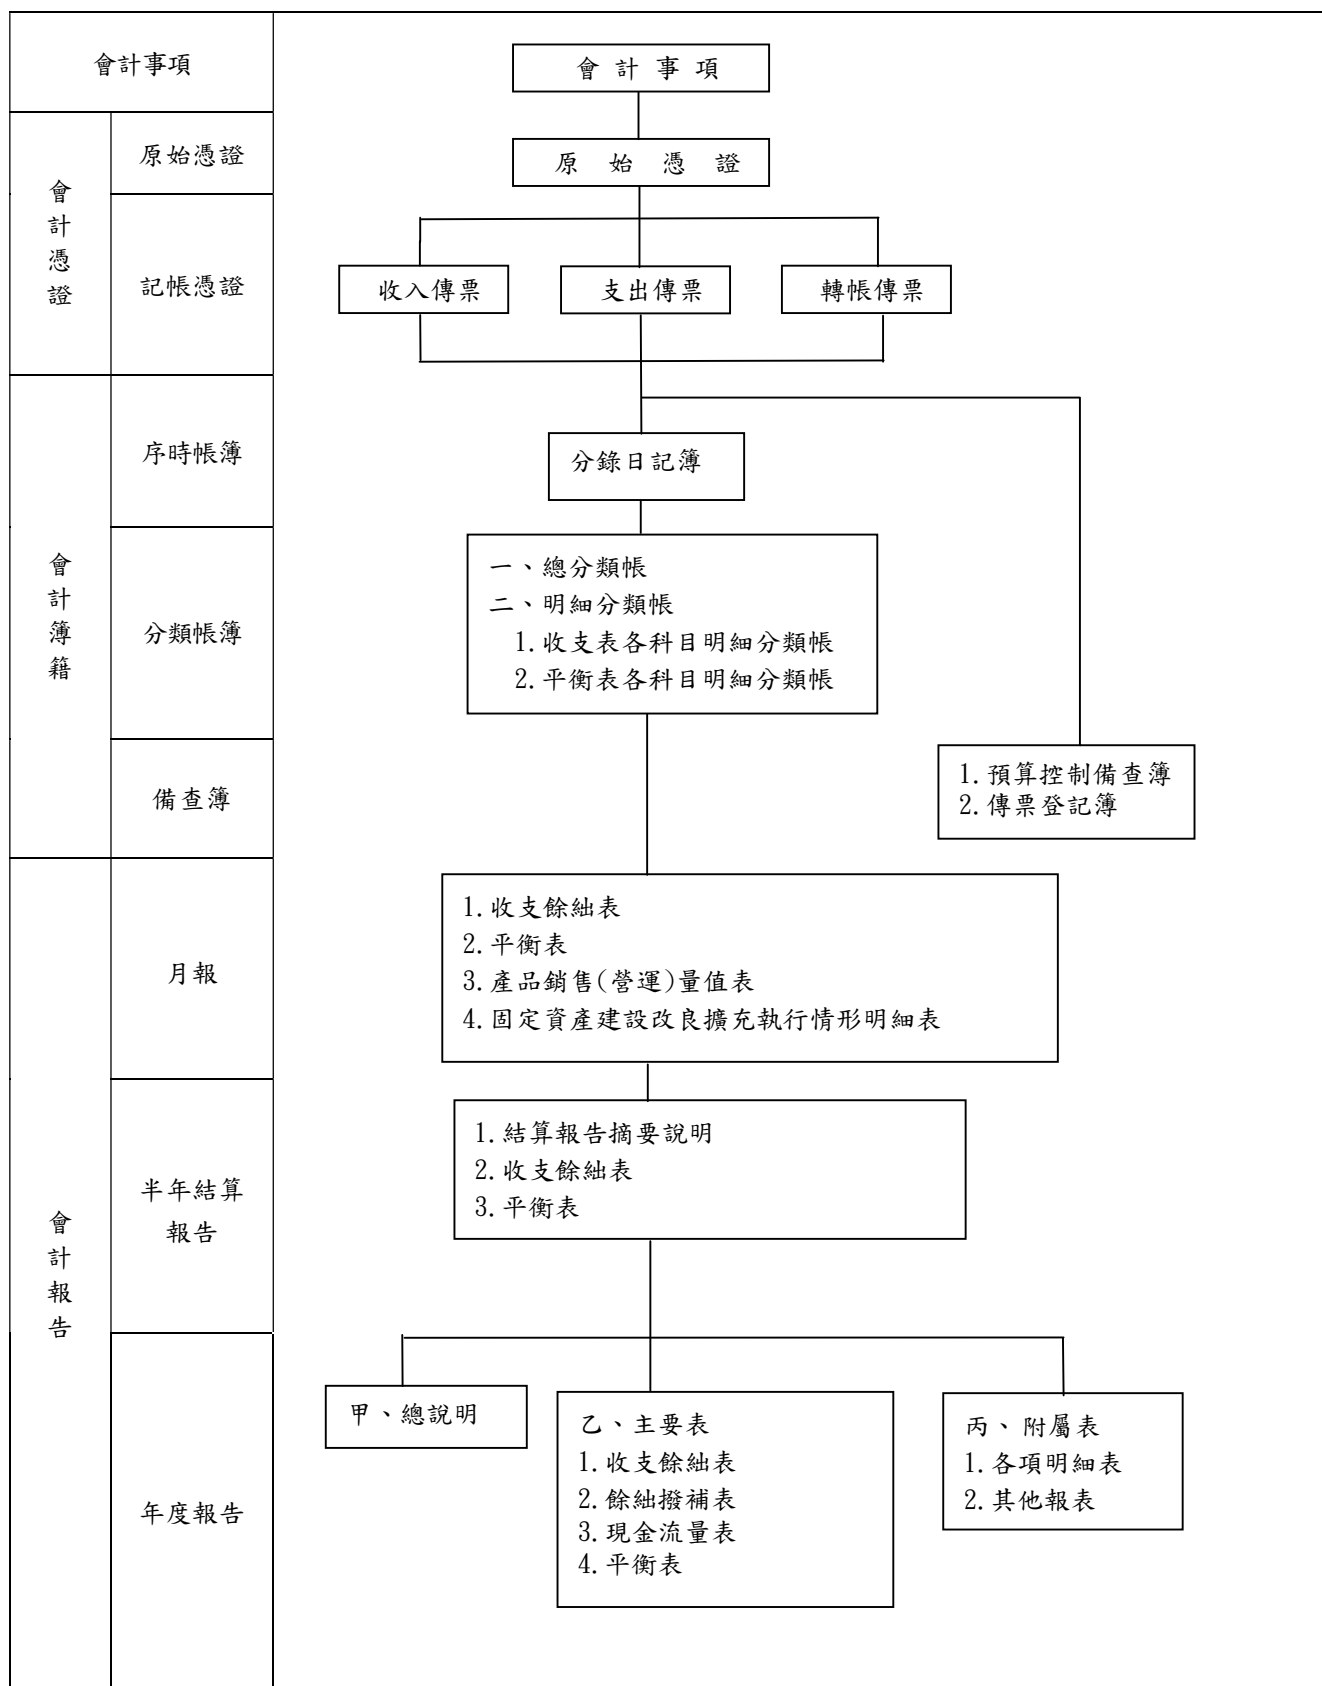 會計事項
會計事項
會計憑證
原始憑證
原始憑證
記帳憑證
收入傳票
支出傳票
轉帳傳票
會計簿籍
序時帳簿
分錄日記簿
分類帳簿
一、總分類帳
二、明細分類帳
1.收支表各科目明細分類帳
2.平衡表各科目明細分類帳
備查簿
1.預算控制備查簿
2.傳票登記簿
會計報告
月報
1.收支餘絀表
2.平衡表
3.產品銷售(營運)量值表
4.固定資產建設改良擴充執行情形明細表
半年結算
報告
1.結算報告摘要說明
2.收支餘絀表
3.平衡表
年度報告
甲、總說明
乙、主要表
1.收支餘絀表
2.餘絀撥補表
3.現金流量表
4.平衡表
丙、附屬表
1.各項明細表
2.其他報表